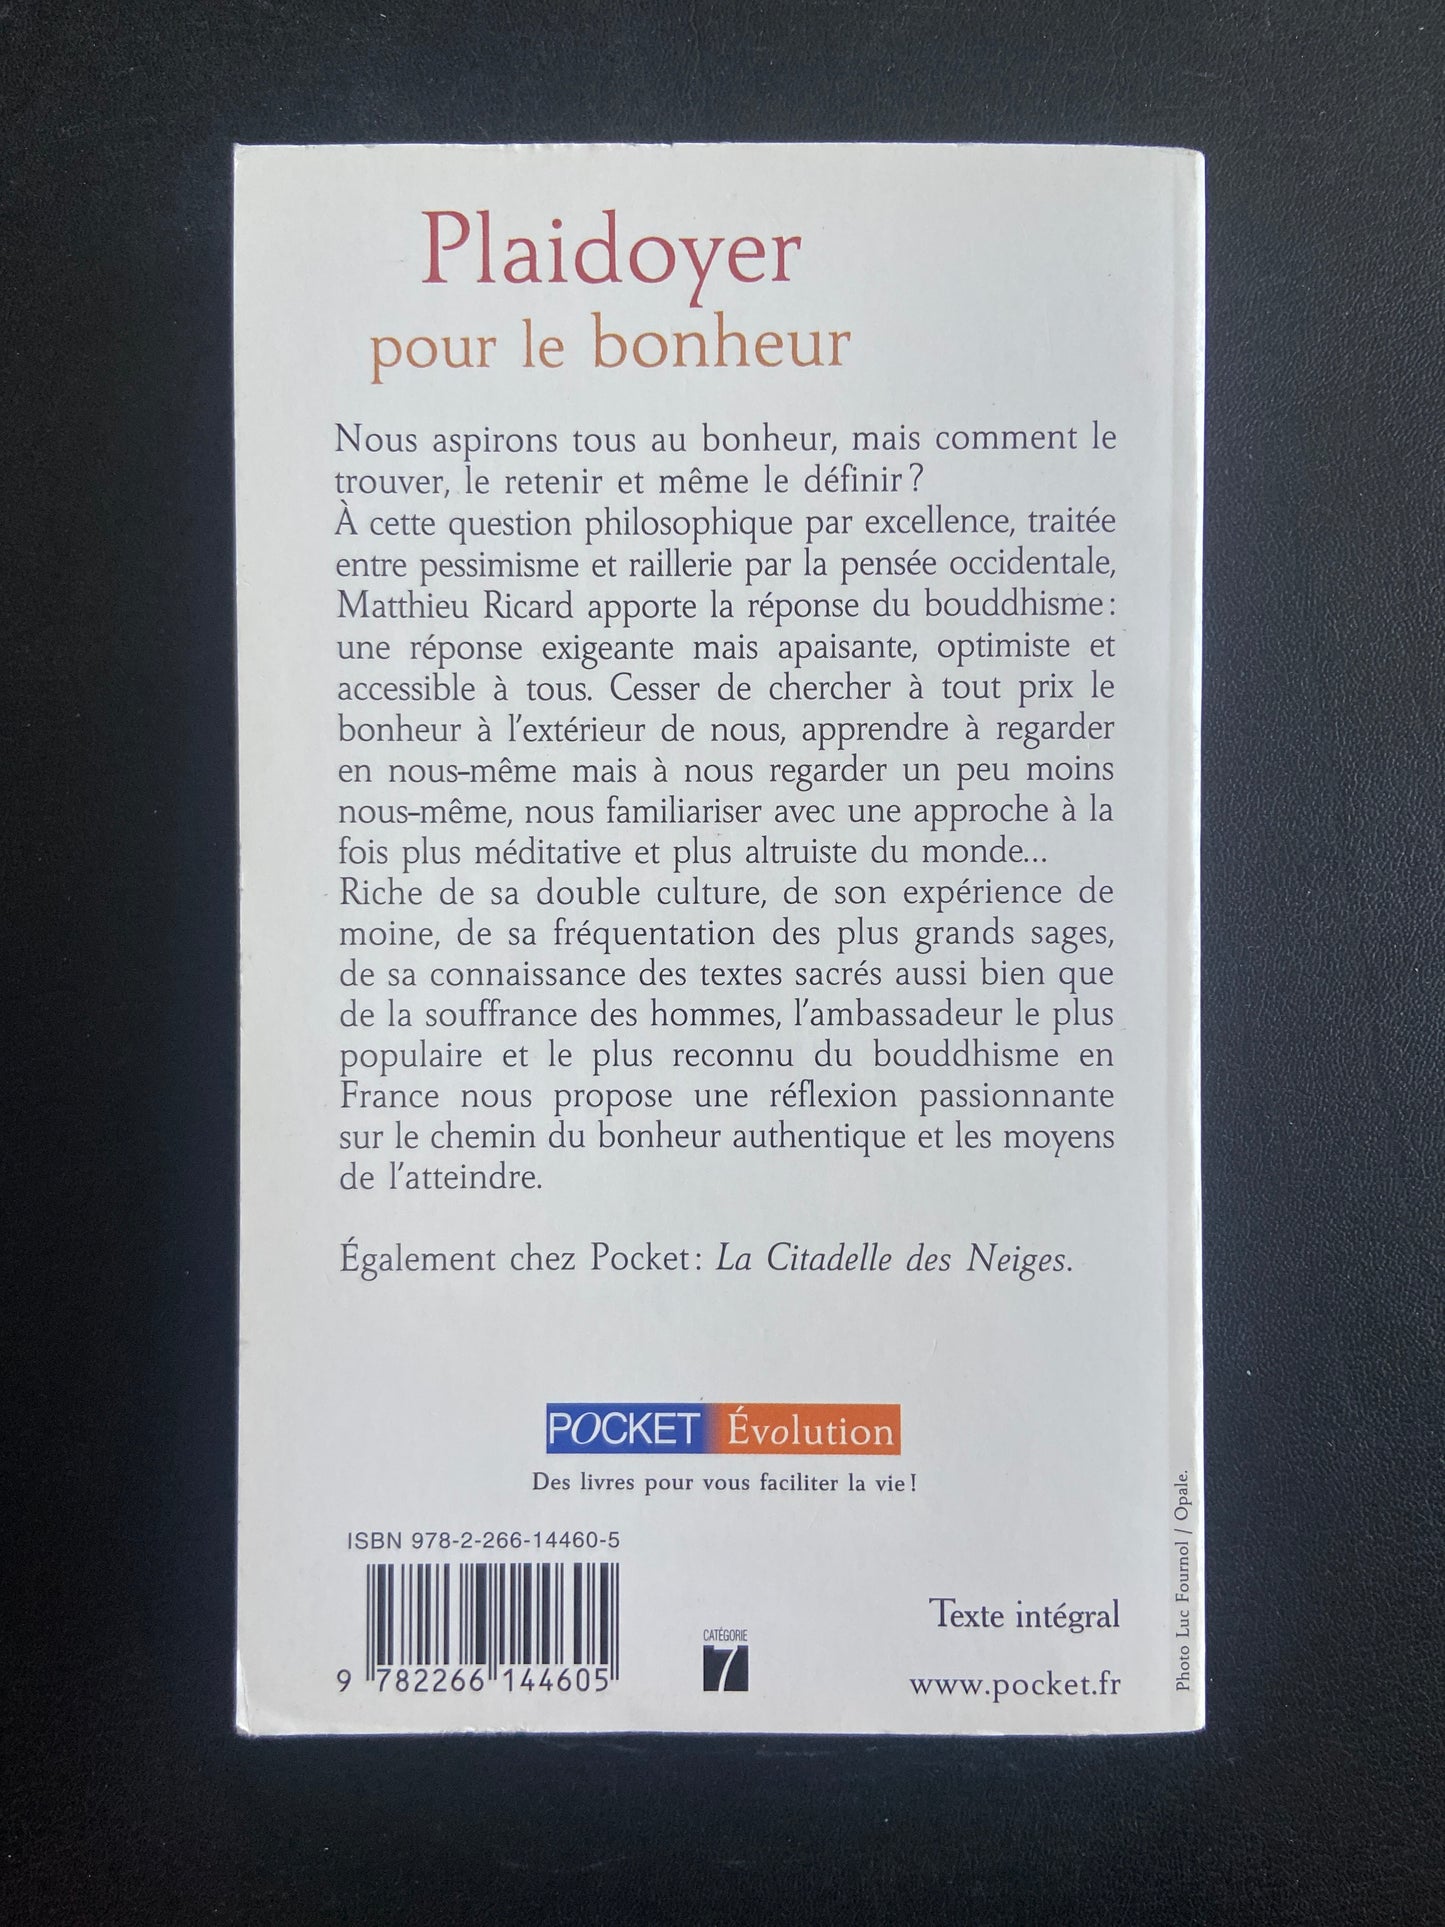 Plaidoyer
pour le bonheur
Nous aspirons tous au bonheur, mais comment le
trouver, le retenir et même le définir ?
À cette question philosophique par excellence, traitée
entre pessimisme et raillerie par la pensée occidentale,
Matthieu Ricard apporte la réponse du bouddhisme :
une réponse exigeante mais apaisante, optimiste et
accessible à tous. Cesser de chercher à tout prix le
bonheur à l'extérieur de nous, apprendre à regarder
en nous-même mais à nous regarder un peu moins
nous-même, nous familiariser avec une approche à la
fois plus méditative et plus altruiste du monde...
Riche de sa double culture, de son expérience de
moine, de sa fréquentation des plus grands sages,
de sa connaissance des textes sacrés aussi bien que
de la souffrance des hommes, l'ambassadeur le plus
populaire et le plus reconnu du bouddhisme en
France nous propose une réflexion passionnante
sur le chemin du bonheur authentique et les moyens
de l'atteindre.
Également chez Pocket : La Citadelle des Neiges.
POCKET Évolution
Des livres pour vous faciliter la vie !
ISBN 978-2-266-14460-5
9 782266 144605
CATÉGORIE
7
Texte intégral
www.pocket.fr
Photo Luc Fournol / Opale.